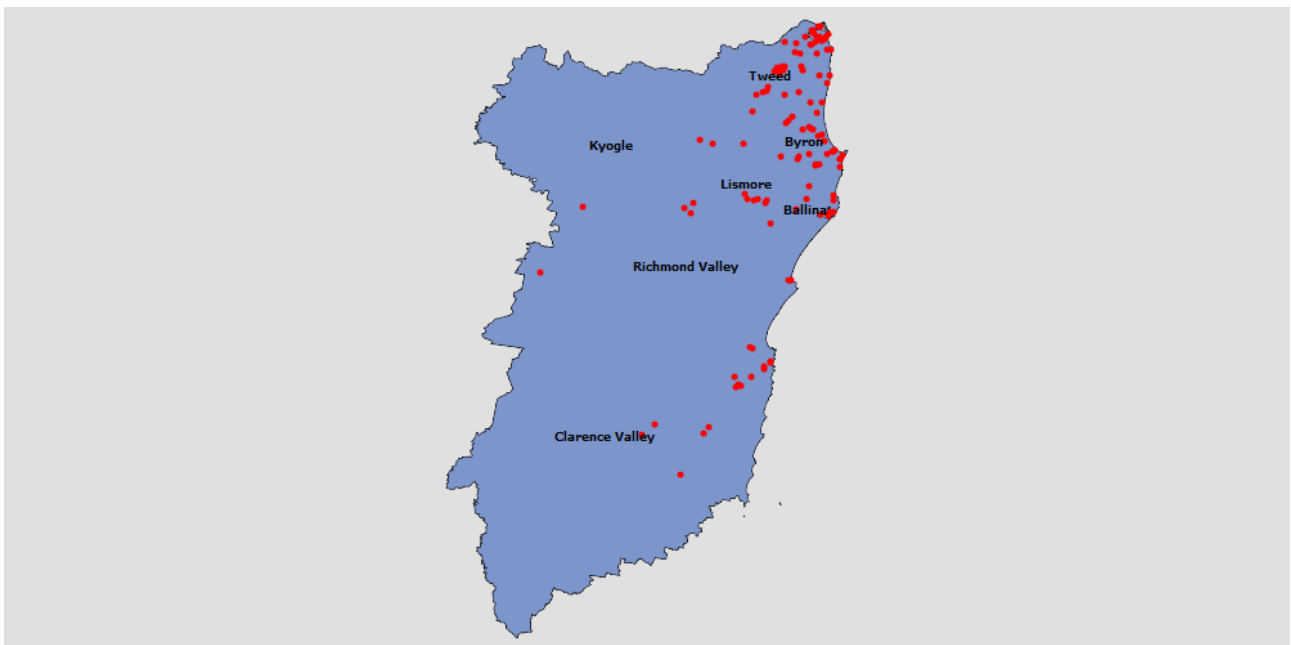 Tweed
Kyogle
Byron
Lismore
Ballina
Richmond Valley
Clarence Valley